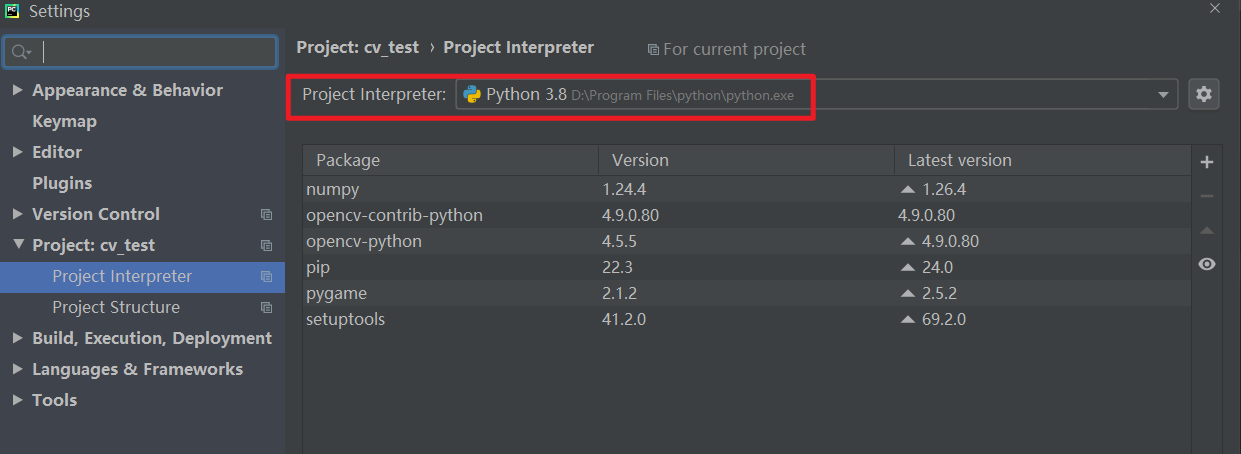 PC
Settings
Project: cv_test › Project Interpreter For current project
Project Interpreter: Python 3.8 D:\Program Files\python\python.exe
Appearance & Behavior
Keymap
Editor
Plugins
Version Control
Project: cv_test
Project Interpreter
Project Structure
Build, Execution, Deployment
Languages & Frameworks
Tools
Package Version Latest version
numpy 1.24.4 1.26.4
opencv-contrib-python 4.9.0.80 4.9.0.80
opencv-python 4.5.5 4.9.0.80
pip 22.3 24.0
pygame 2.1.2 2.5.2
setuptools 41.2.0 69.2.0